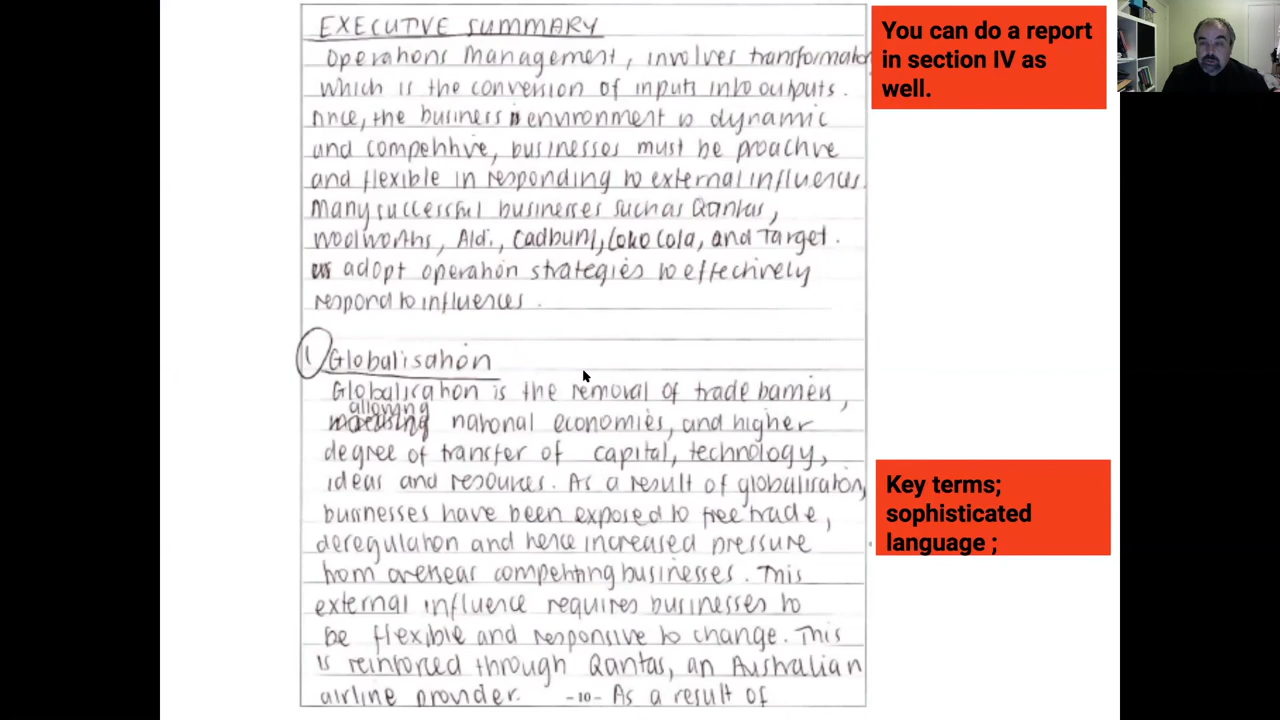 EXECUTIVE SUMMARY
Operations Management, involves transformation
which is the conversion of inputs into outputs.
since, the business environment is dynamic
and competitive, businesses must be proactive
and flexible in responding to external influences.
Many successful businesses such as Qantas,
Woolworths, Aldi, Cadbury, Coko Cola, and Target.
adopt operation strategies to effectively
respond to influences.
1 Globalisation
Globalisation is the removal of trade barriers,
allowing
national economies, and higher
degree of transfer of capital, technology,
ideas and resources. As a result of globalisation,
businesses have been exposed to free trade,
deregulation and hence increased pressure
from overseas competiting businesses. This
external influence requires businesses to
be flexible and responsive to change. This
is reinforced through Qantas, an Australian
airline provider. -10- As a result of
You can do a report
in section IV as
well.
Key terms;
sophisticated
language ;